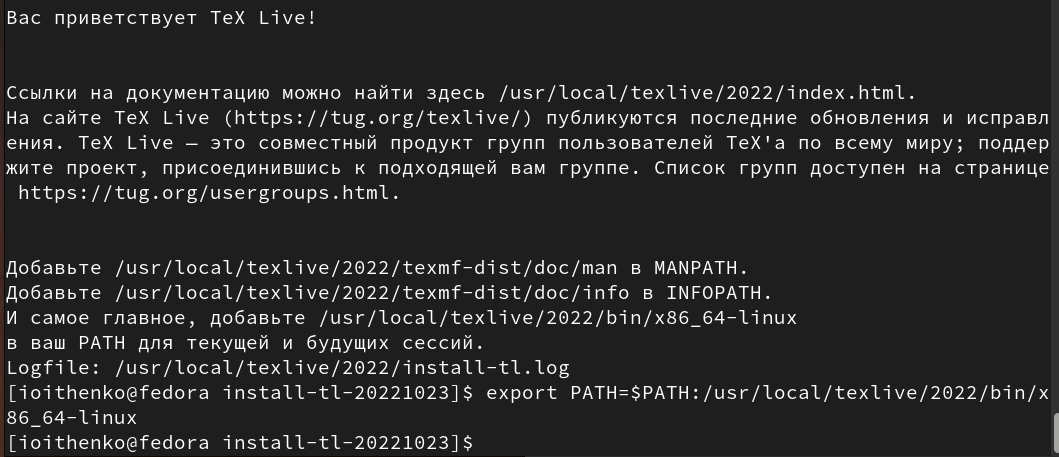 Вас приветствует TeX Live!
Ссылки на документацию можно найти здесь /usr/local/texlive/2022/index.html.
На сайте TeX Live (https://tug.org/texlive/) публикуются последние обновления и исправл
ения. TeX Live — это совместный продукт групп пользователей TeX'а по всему миру; поддер
жите проект, присоединившись к подходящей вам группе. Список групп доступен на странице
 https://tug.org/usergroups.html.
Добавьте /usr/local/texlive/2022/texmf-dist/doc/man в MANPATH.
Добавьте /usr/local/texlive/2022/texmf-dist/doc/info в INFOPATH.
И самое главное, добавьте /usr/local/texlive/2022/bin/x86_64-linux
в ваш PATH для текущей и будущих сессий.
Logfile: /usr/local/texlive/2022/install-tl.log
[ioithenko@fedora install-tl-20221023]$ export PATH=$PATH:/usr/local/texlive/2022/bin/x
86_64-linux
[ioithenko@fedora install-tl-20221023]$